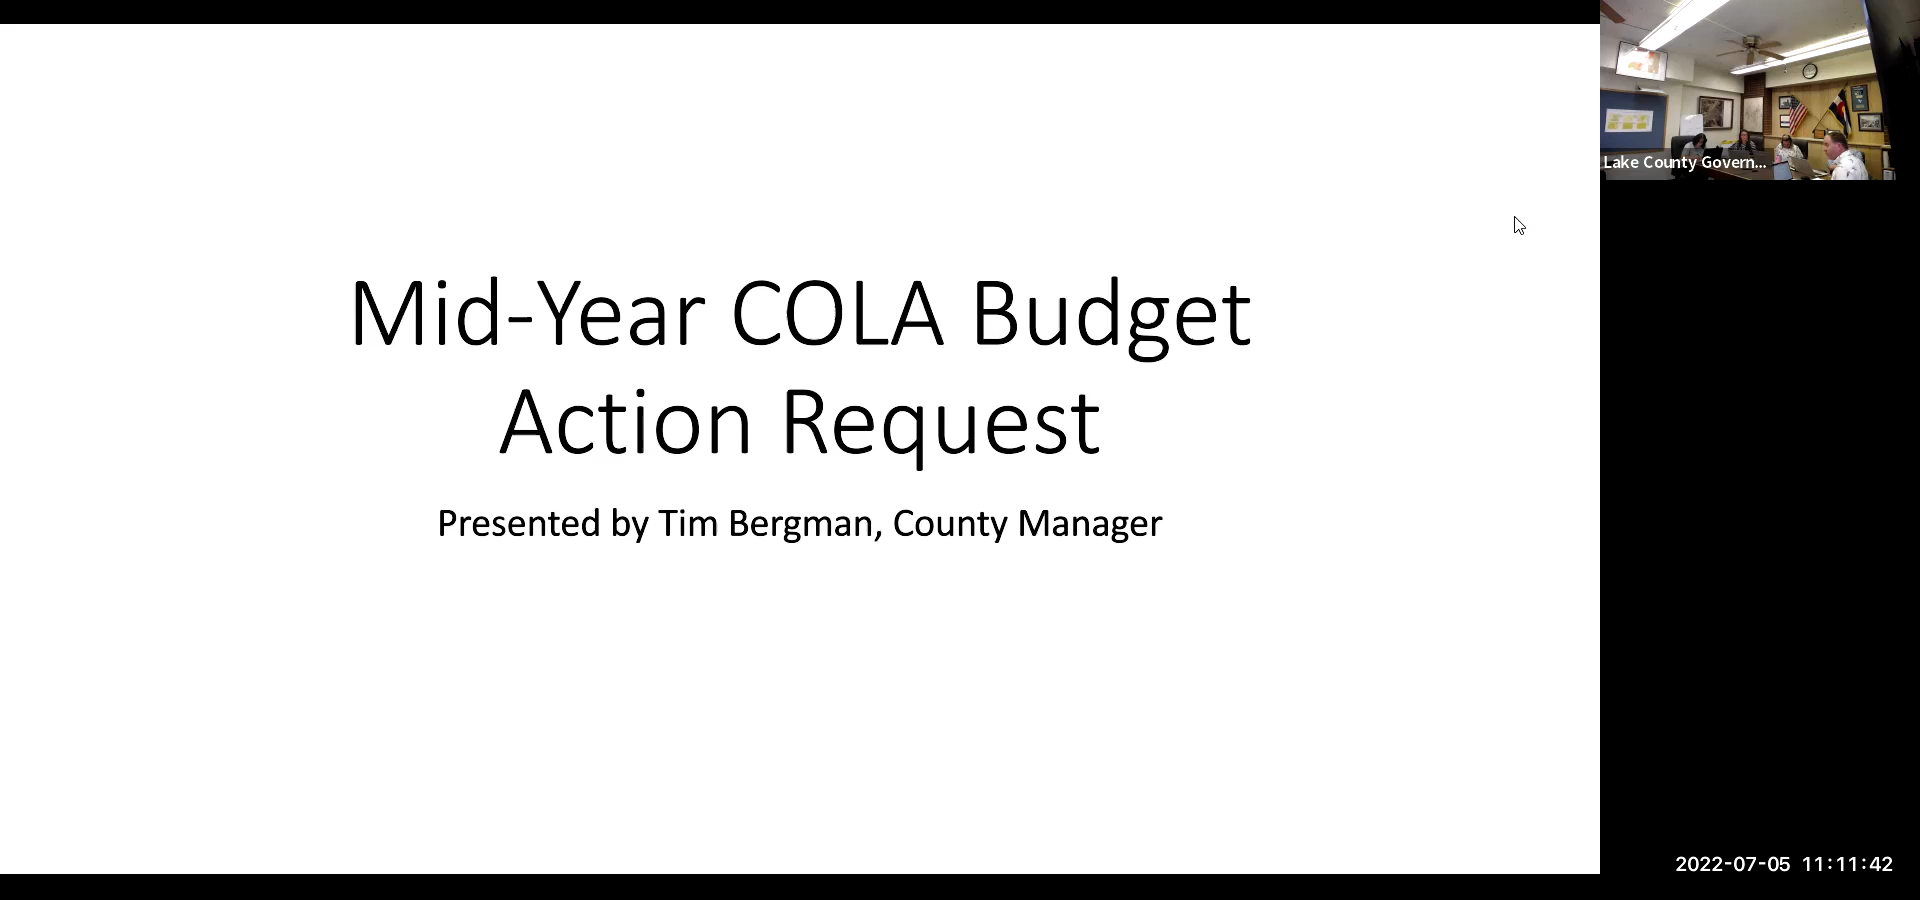 Mid-Year COLA Budget
Action Request
Presented by Tim Bergman, County Manager
Lake County Govern...
2022-07-05 11:11:42